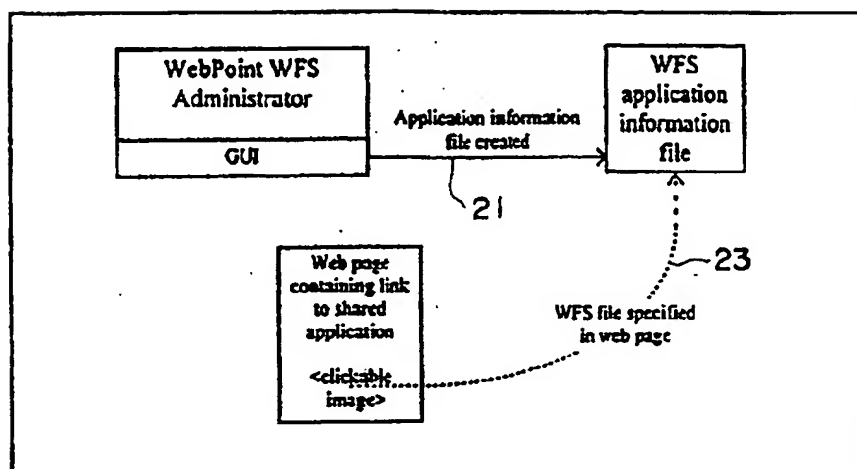 WebPoint WFS
Administrator
GUI
Application information
file created
21
WFS
application
information
file
23
Web page
containing link
to shared
application
<clickable
image>
WFS file specified
in web page